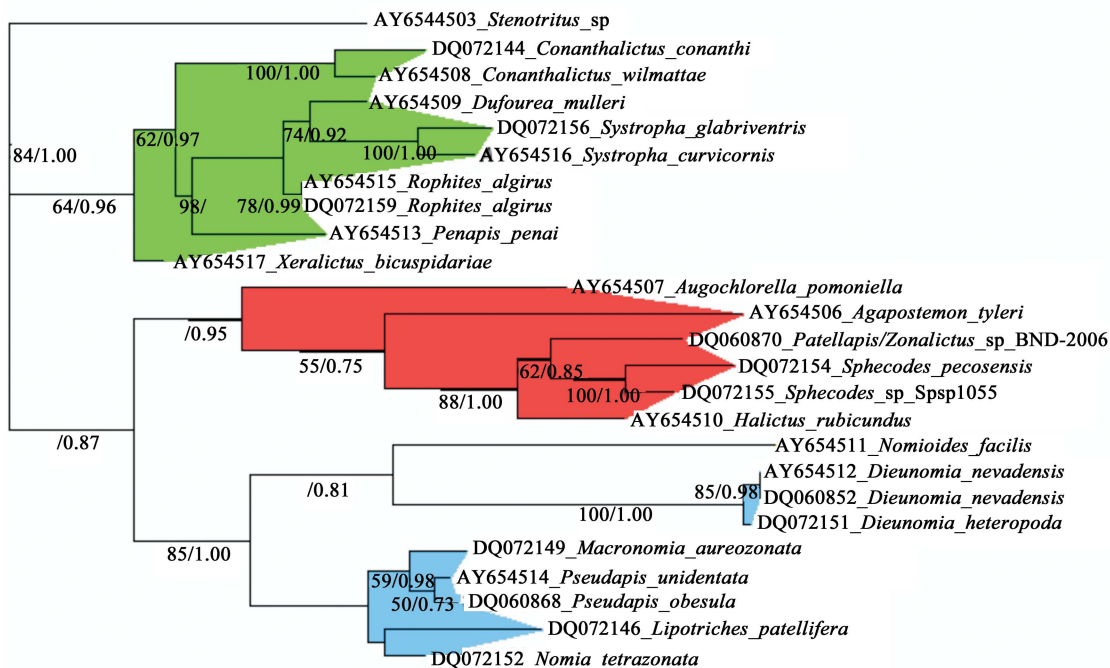 AY6544503_Stenotritus_sp
DQ072144_Conanthalictus_conanthi
100/1.00
AY654508_Conanthalictus_wilmattae
AY654509_Dufourea_mulleri
DQ072156_Systropha_glabriventris
62/0.97
74/0.92
84/1.00
100/1.00
AY654516_Systropha_curvicornis
AY654515_Rophites_algirus
64/0.96
98/
78/0.99
DQ072159_Rophites_algirus
AY654513_Penapis_penai
AY654517_Xeralictus_bicuspidariae
AY654507_Augochlorella_pomoniella
AY654506_Agapostemon_tyleri
/0.95
DQ060870_Patellapis/Zonalictus_sp_BND-2006
55/0.75
62/0.85
DQ072154_Sphecodes_pecosensis
100/1.00
DQ072155_Sphecodes_sp_Spsp1055
88/1.00
AY654510_Halictus_rubicundus
/0.87
AY654511_Nomioides_facilis
AY654512_Dieunomia_nevadensis
/0.81
85/0.98
DQ060852_Dieunomia_nevadensis
100/1.00
DQ072151_Dieunomia_heteropoda
85/1.00
DQ072149_Macronomia_aureozonata
59/0.98
AY654514_Pseudapis_unidentata
50/0.73
DQ060868_Pseudapis_obesula
DQ072146_Lipotriches_patellifera
DQ072152_Nomia_tetrazonata